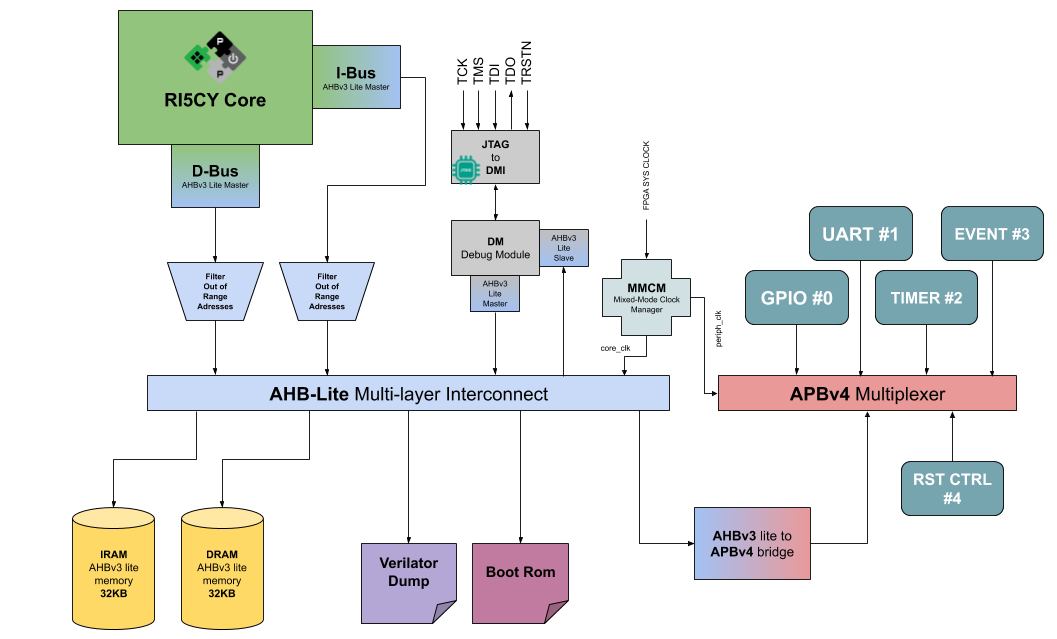 P
P
RI5CY Core
I-Bus
AHBv3 Lite Master
D-Bus
AHBv3 Lite Master
TCK
TMS
TDI
TDO
TRSTN
JTAG
to
DMI
JTAG
DM
Debug Module
AHBv3
Lite
Slave
AHBv3
Lite
Master
FPGA SYS CLOCK
MMCM
Mixed-Mode Clock
Manager
core_clk
periph_clk
Filter
Out of
Range
Adresses
Filter
Out of
Range
Adresses
UART #1
EVENT #3
GPIO #0
TIMER #2
AHB-Lite Multi-layer Interconnect
APBv4 Multiplexer
RST CTRL
#4
IRAM
AHBv3 lite
memory
32KB
DRAM
AHBv3 lite
memory
32KB
Verilator
Dump
Boot Rom
AHBv3 lite to
APBv4 bridge